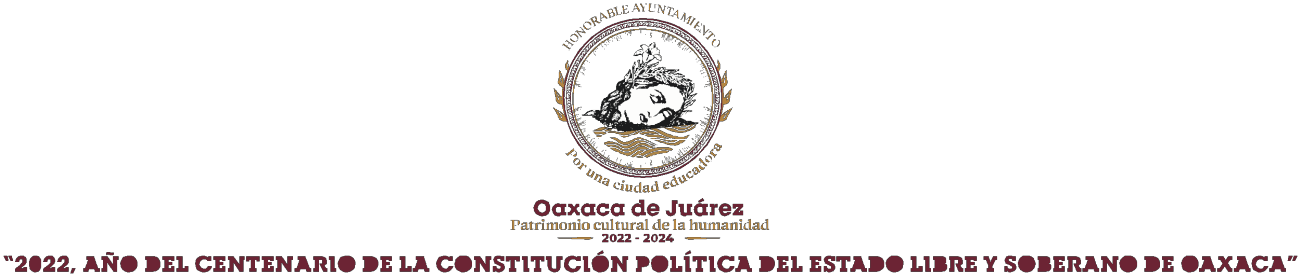 HONORABLE AYUNTAMIENTO
Por una ciudad educadora
Oaxaca de Juárez
Patrimonio cultural de la humanidad
2022 - 2024
“2022, AÑO DEL CENTENARIO DE LA CONSTITUCIÓN POLÍTICA DEL ESTADO LIBRE Y SOBERANO DE OAXACA”